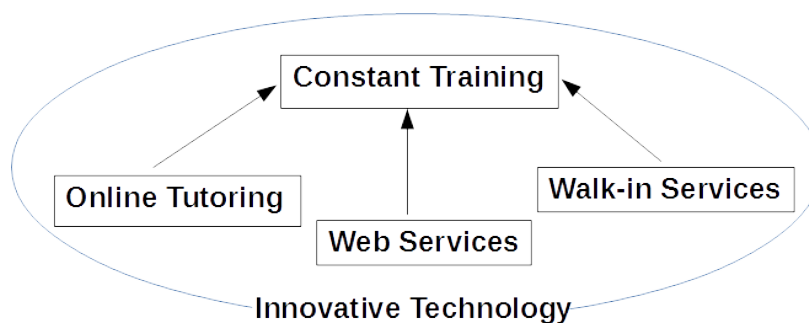 Constant Training
Online Tutoring
Walk-in Services
Web Services
Innovative Technology